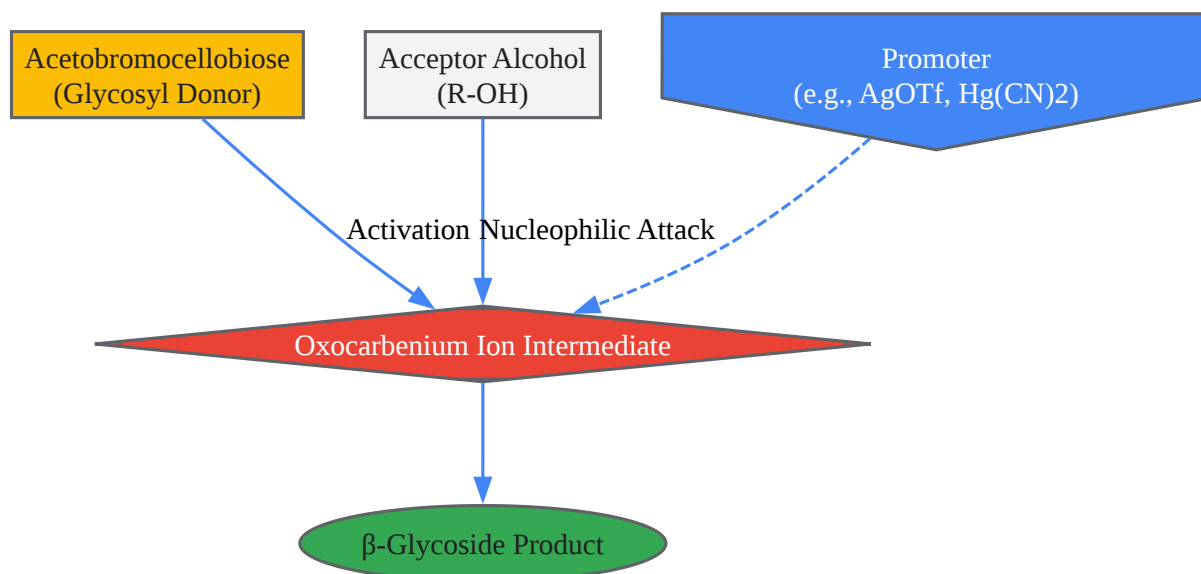 Acetobromocellobiose
(Glycosyl Donor)
Acceptor Alcohol
(R-OH)
Promoter
(e.g., AgOTf, Hg(CN)2)
Activation
Nucleophilic Attack
Oxocarbenium Ion Intermediate
β-Glycoside Product